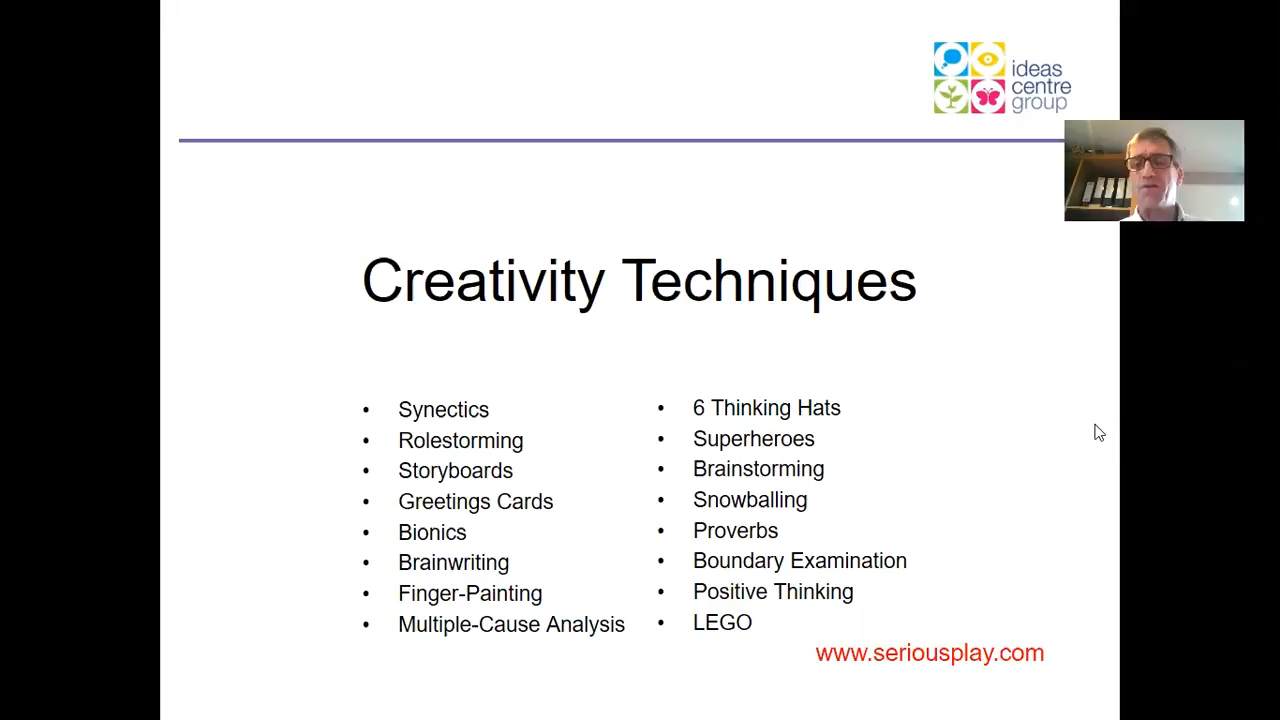 ideas
centre
group
Creativity Techniques
• Synectics
• Rolestorming
• Storyboards
• Greetings Cards
• Bionics
• Brainwriting
• Finger-Painting
• Multiple-Cause Analysis
• 6 Thinking Hats
• Superheroes
• Brainstorming
• Snowballing
• Proverbs
• Boundary Examination
• Positive Thinking
• LEGO
www.seriousplay.com